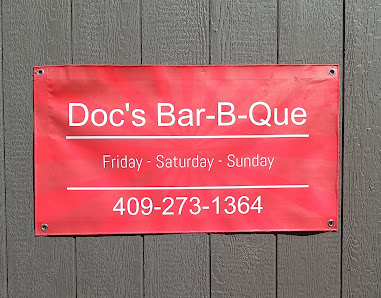 Doc's Bar-B-Que
Friday - Saturday - Sunday
409-273-1364